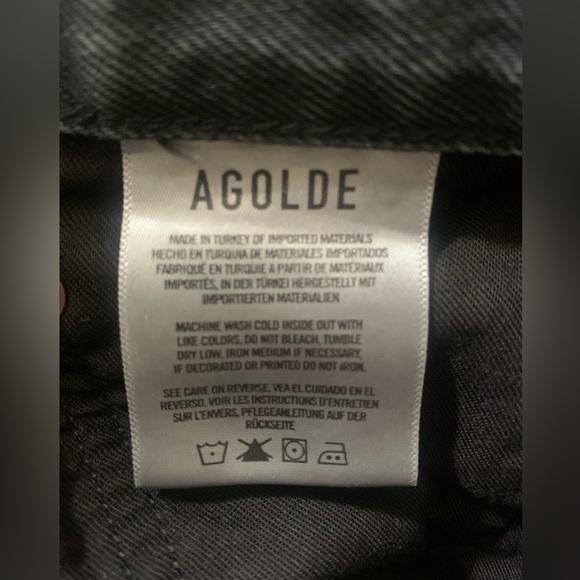 AGOLDE
MADE IN TURKEY OF IMPORTED MATERIALS
HECHO EN TURQUIA DE MATERIALES IMPORTADOS
FABRIQUÉ EN TURQUIE A PARTIR DE MATÉRIAUX
IMPORTÉS, IN DER TÜRKEI HERGESTELLT MIT
IMPORTIERTEN MATERIALIEN
MACHINE WASH COLD INSIDE OUT WITH
LIKE COLORS, DO NOT BLEACH, TUMBLE
DRY LOW, IRON MEDIUM IF NECESSARY,
IF DECORATED OR PRINTED DO NOT IRON.
SEE CARE ON REVERSE, VEA EL CUIDADO EN EL
REVERSO, VOIR LES INSTRUCTIONS D'ENTRETIEN
SUR L'ENVERS, PFLEGEANLEITUNG AUF DER
RÜCKSEITE